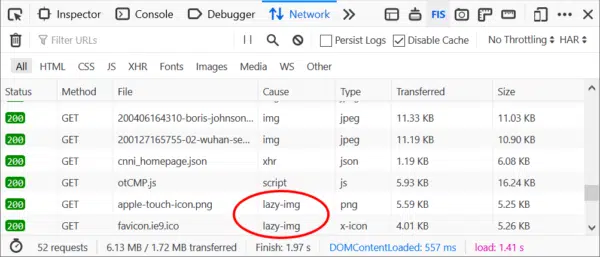 Inspector Console Debugger Network FIS
Filter URLs Persist Logs Disable Cache No Throttling HAR
All HTML CSS JS XHR Fonts Images Media WS Other
Status Method File Cause Type Transferred Size
200 GET 200406164310-boris-johnson... img jpeg 11.33 KB 11.03 KB
200 GET 200127165755-02-wuhan-se... img jpeg 11.19 KB 10.90 KB
200 GET cnni_homepage.json xhr json 1.19 KB 6.08 KB
200 GET otCMP.js script js 5.93 KB 16.24 KB
200 GET apple-touch-icon.png lazy-img png 5.59 KB 5.25 KB
200 GET favicon.ie9.ico lazy-img x-icon 4.01 KB 5.26 KB
52 requests 6.13 MB / 1.72 MB transferred Finish: 1.97 s DOMContentLoaded: 557 ms load: 1.41 s